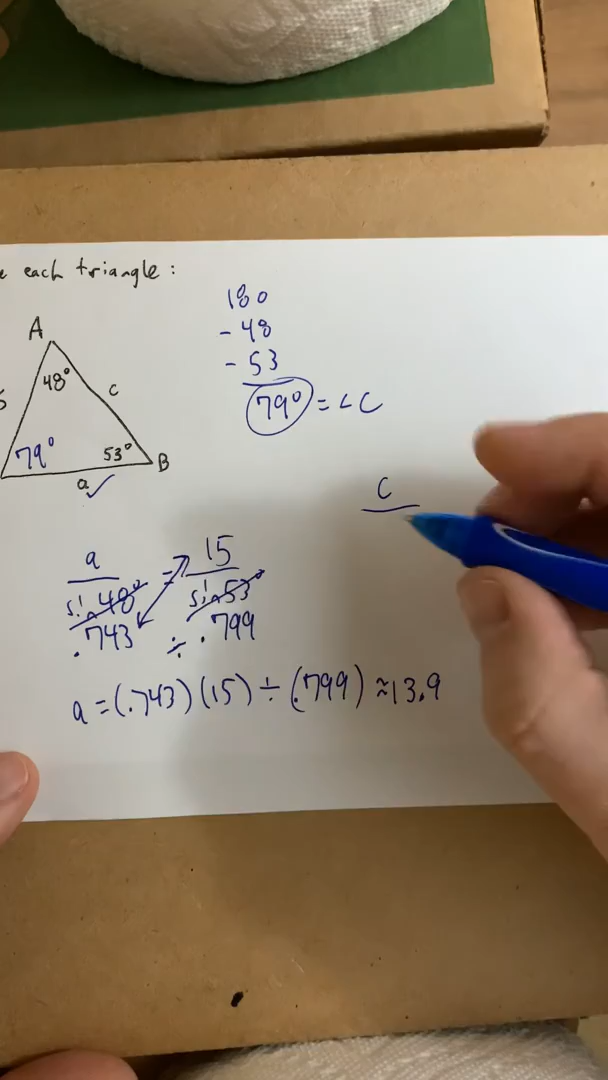 e each triangle:
A
48°
c
5
79°
53°
B
a ✓
180
- 48
- 53
79° = ∠C
c
a = 15
sin 48° sin 53°
.743 ÷ .799
a = (.743)(15) ÷ (.799) ≈ 13.9